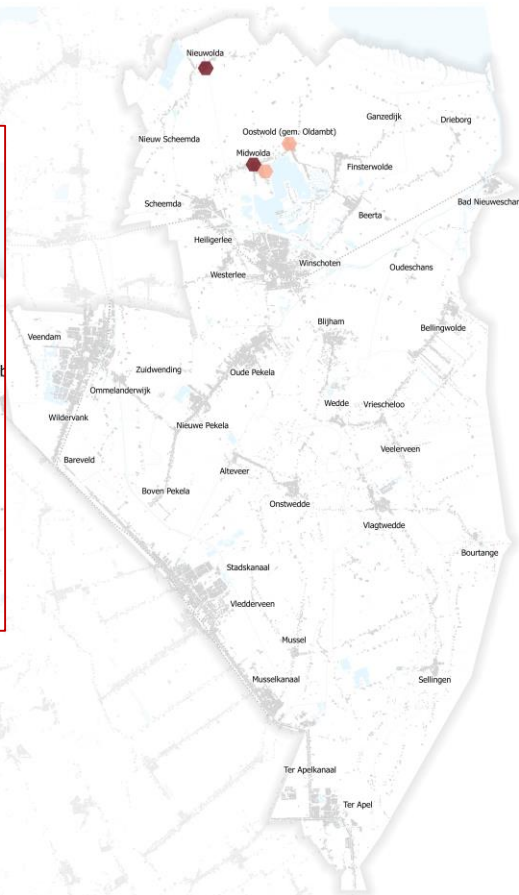 Nieuwolda
Ganzedijk
Drieborg
Oostwold (gem. Oldambt)
Nieuw Scheemda
Midwolda
Finsterwolde
Scheemda
Bad Nieuweschan
Beerta
Heiligerlee
Winschoten
Oudeschans
Westerlee
Blijham
Bellingwolde
Veendam
Zuidwending
Oude Pekela
b
Ommelanderwijk
Wedde
Vriescheloo
Wildervank
Nieuwe Pekela
Veelerveen
Bareveld
Alteveer
Boven Pekela
Onstwedde
Vlagtwedde
Bourtange
Stadskanaal
Vledderveen
Mussel
Musselkanaal
Sellingen
Ter Apelkanaal
Ter Apel